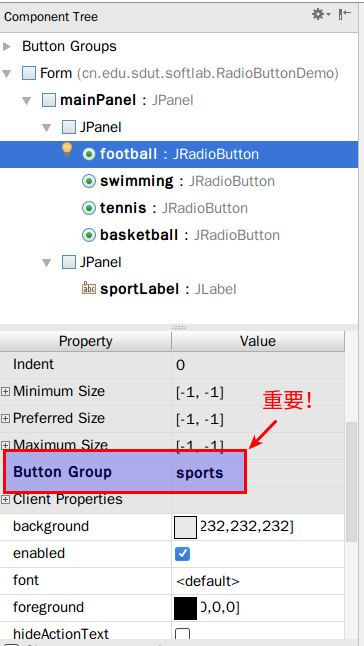 Component Tree
Button Groups
Form (cn.edu.sdut.softlab.RadioButtonDemo)
mainPanel : JPanel
JPanel
football : JRadioButton
swimming : JRadioButton
tennis : JRadioButton
basketball : JRadioButton
JPanel
abc sportLabel : JLabel
Property Value
Indent 0
Minimum Size [-1, -1]
重要!
Preferred Size [-1, -1]
Maximum Size [-1, -1]
Button Group sports
Client Properties
background 232,232,232]
enabled
font <default>
foreground 0,0,0]
hideActionText